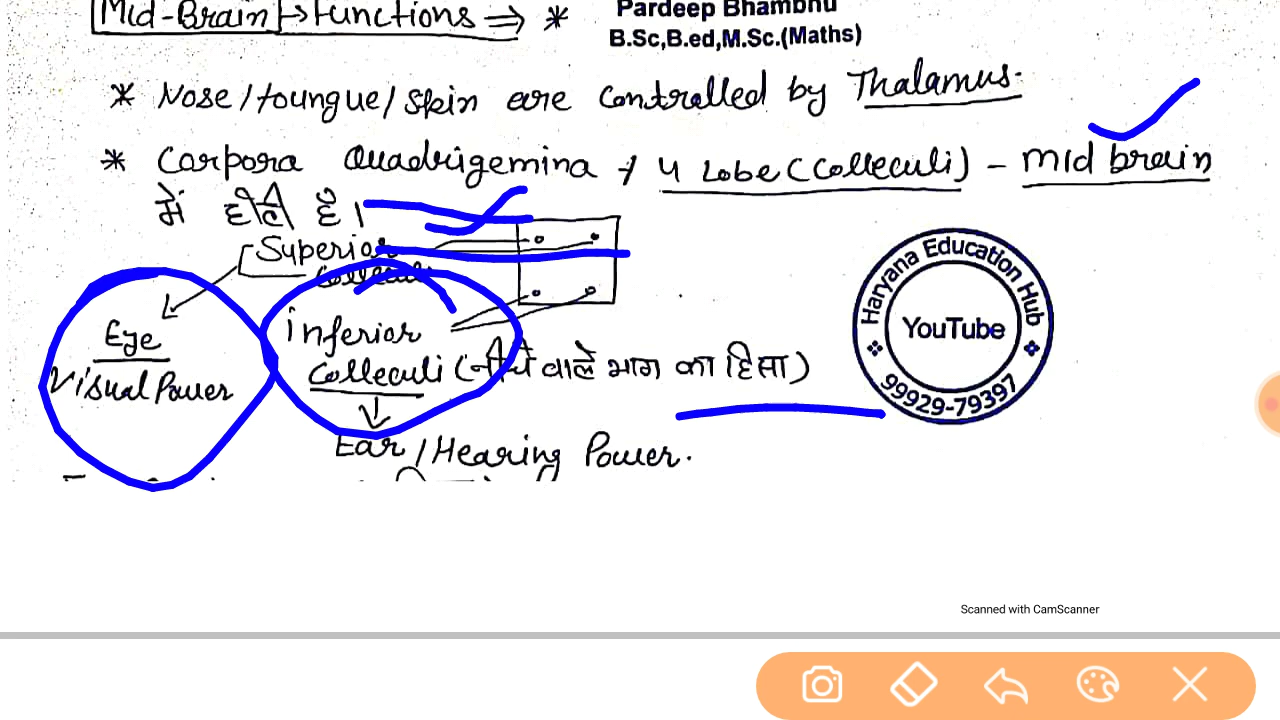 Mid-Brain → Functions ⇒ *
Pardeep Bhambhu
B.Sc,B.ed,M.Sc.(Maths)
* Nose/toungue/skin are controlled by Thalamus.
* Corpora Quadrigemina + 4 Lobe (Colleculi) - mid brain
में होती है।
Superior
Colleculi
Eye
Visual Power
inferior
Colleculi (नीचे वाले भाग का हिसा)
Ear / Hearing Power.
Haryana Education Hub
YouTube
99929-79397
Scanned with CamScanner